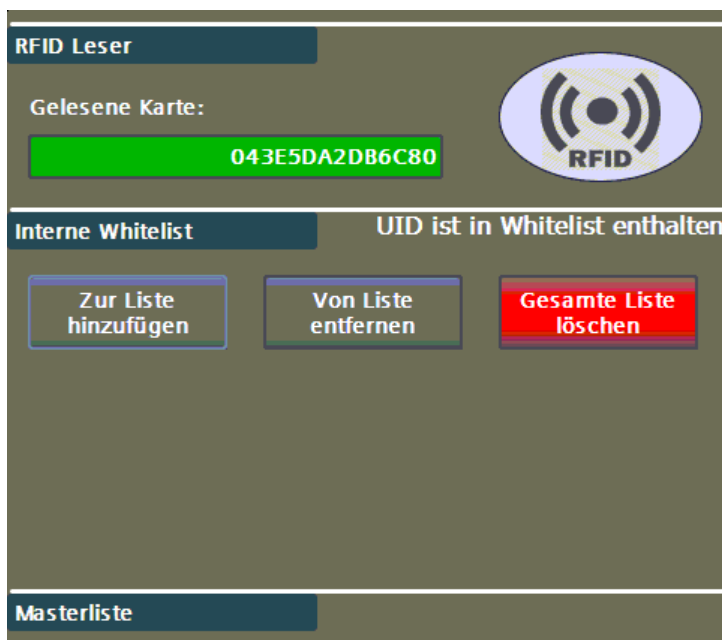 RFID Leser
Gelesene Karte:
043E5DA2DB6C80
RFID
Interne Whitelist
UID ist in Whitelist enthalten
Zur Liste
hinzufügen
Von Liste
entfernen
Gesamte Liste
löschen
Masterliste